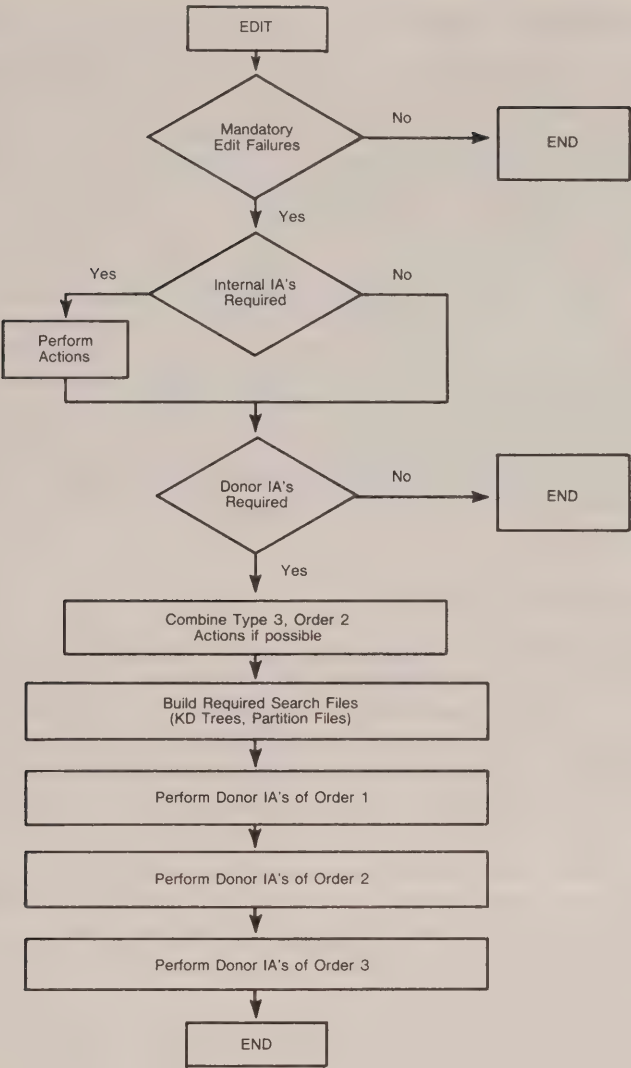 EDIT
Mandatory
Edit Failures
No
END
Yes
Internal IA's
Required
Yes
No
Perform
Actions
Donor IA's
Required
No
END
Yes
Combine Type 3, Order 2
Actions if possible
Build Required Search Files
(KD Trees, Partition Files)
Perform Donor IA's of Order 1
Perform Donor IA's of Order 2
Perform Donor IA's of Order 3
END